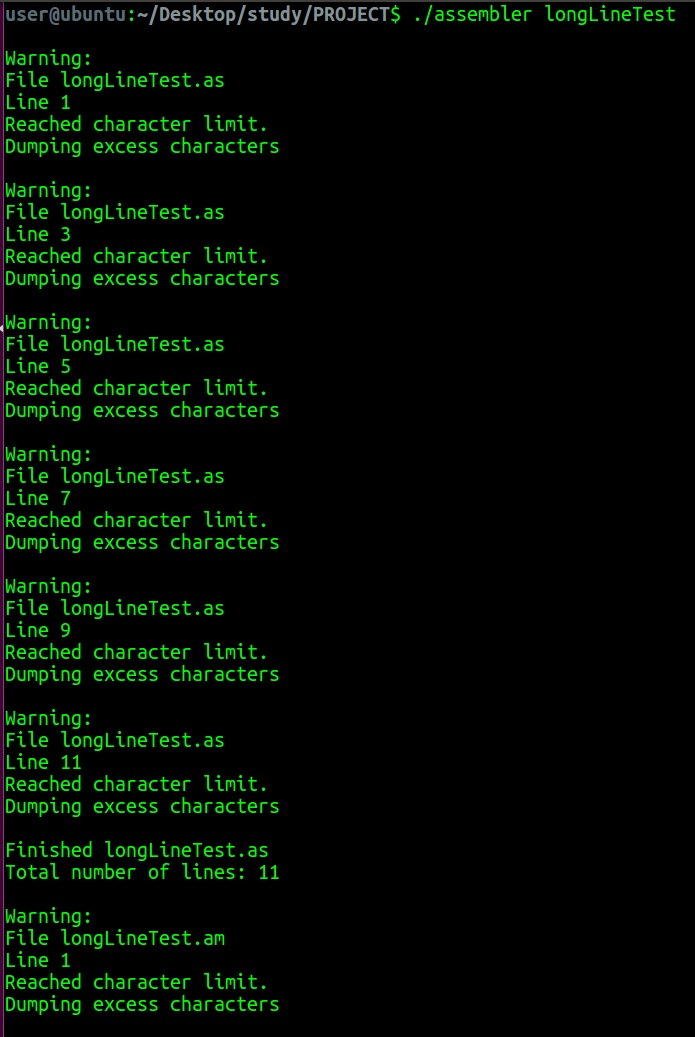 user@ubuntu:~/Desktop/study/PROJECT$ ./assembler longLineTest
Warning:
File longLineTest.as
Line 1
Reached character limit.
Dumping excess characters
Warning:
File longLineTest.as
Line 3
Reached character limit.
Dumping excess characters
Warning:
File longLineTest.as
Line 5
Reached character limit.
Dumping excess characters
Warning:
File longLineTest.as
Line 7
Reached character limit.
Dumping excess characters
Warning:
File longLineTest.as
Line 9
Reached character limit.
Dumping excess characters
Warning:
File longLineTest.as
Line 11
Reached character limit.
Dumping excess characters
Finished longLineTest.as
Total number of lines: 11
Warning:
File longLineTest.am
Line 1
Reached character limit.
Dumping excess characters